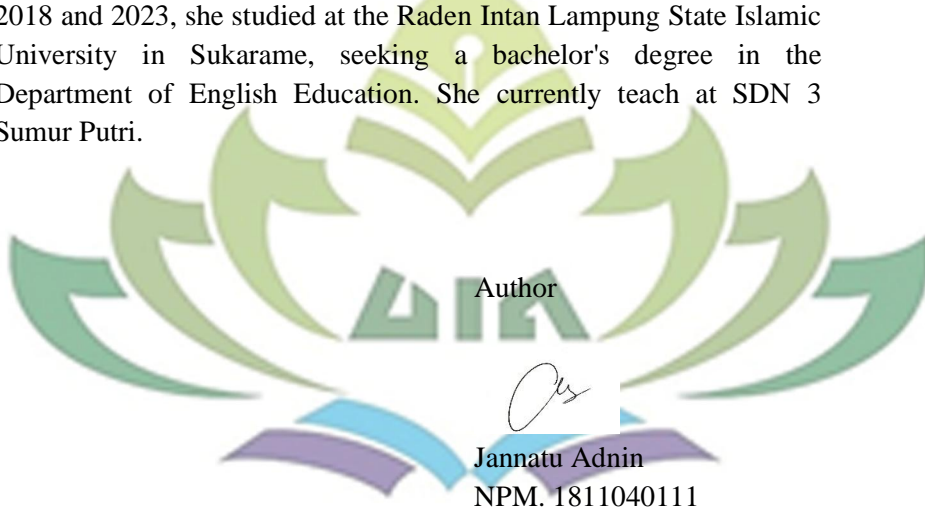 2018 and 2023, she studied at the Raden Intan Lampung State Islamic
University in Sukarame, seeking a bachelor's degree in the
Department of English Education. She currently teach at SDN 3
Sumur Putri.
UIN
Author
Jannatu Adnin
NPM. 1811040111